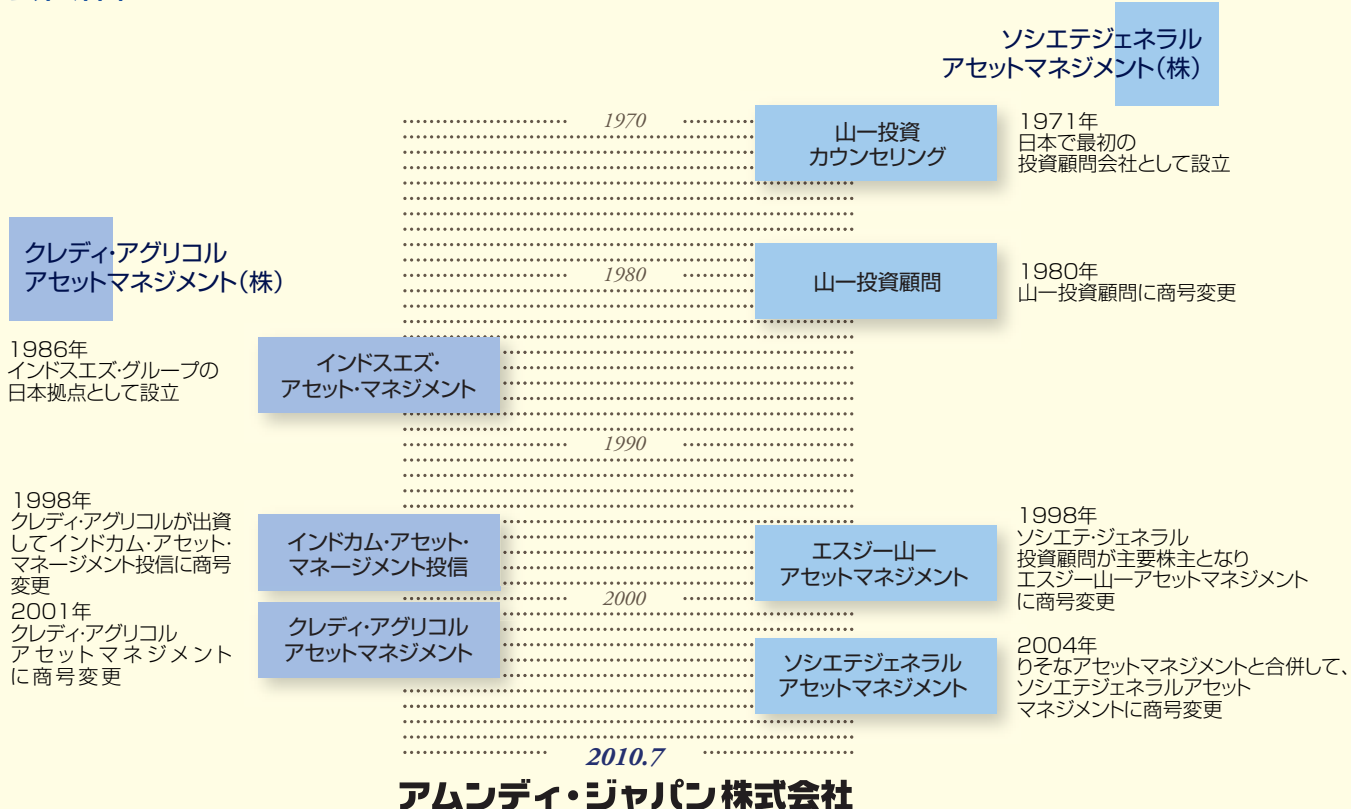 ソシエテジェネラル
アセットマネジメント(株)
1970
山一投資
カウンセリング
1971年
日本で最初の
投資顧問会社として設立
クレディ・アグリコル
アセットマネジメント(株)
1980
山一投資顧問
1980年
山一投資顧問に商号変更
1986年
インドスエズ・グループの
日本拠点として設立
インドスエズ・
アセット・マネジメント
1990
1998年
クレディ・アグリコルが出資
してインドカム・アセット・
マネージメント投信に商号
変更
インドカム・アセット・
マネージメント投信
エスジー山一
アセットマネジメント
1998年
ソシエテ・ジェネラル
投資顧問が主要株主となり
エスジー山一アセットマネジメント
に商号変更
2000
2001年
クレディ・アグリコル
アセットマネジメント
に商号変更
クレディ・アグリコル
アセットマネジメント
ソシエテジェネラル
アセットマネジメント
2004年
りそなアセットマネジメントと合併して、
ソシエテジェネラルアセット
マネジメントに商号変更
2010.7
アムンディ・ジャパン株式会社